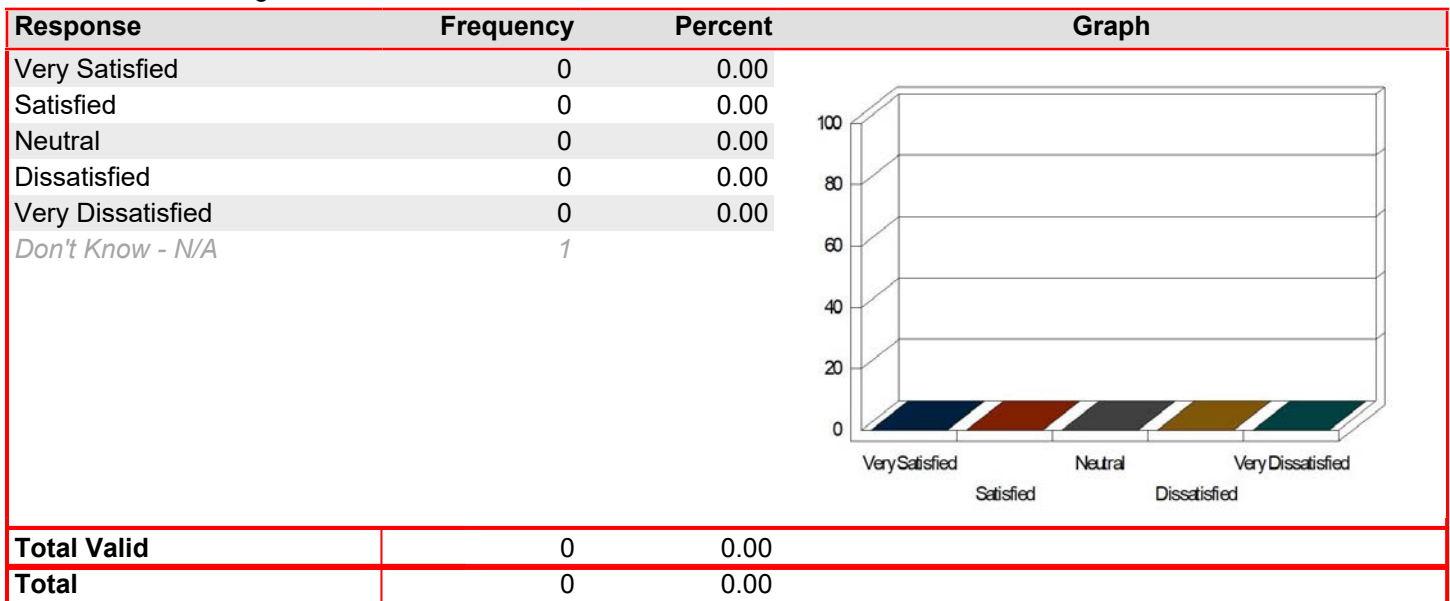 Response Frequency Percent Graph
Very Satisfied 0 0.00
Satisfied 0 0.00
Neutral 0 0.00
Dissatisfied 0 0.00
Very Dissatisfied 0 0.00
Don't Know - N/A 1
100
80
60
40
20
0
Very Satisfied Neutral Very Dissatisfied
Satisfied Dissatisfied
Total Valid 0 0.00
Total 0 0.00